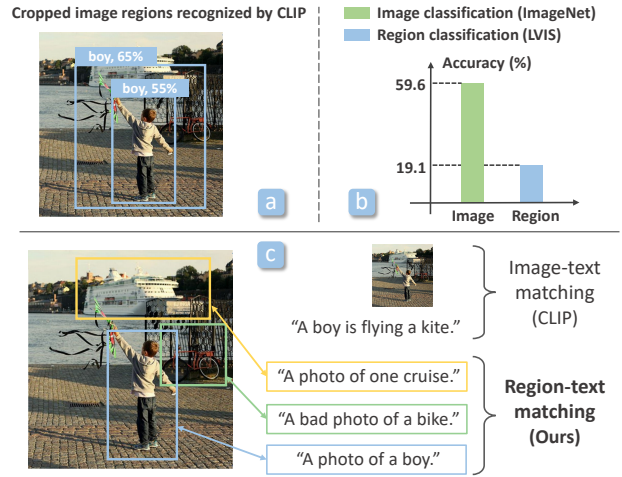 Cropped image regions recognized by CLIP
boy, 65%
boy, 55%
a
Image classification (ImageNet)
Region classification (LVIS)
Accuracy (%)
59.6
19.1
Image Region
b
c
“A boy is flying a kite.”
Image-text
matching
(CLIP)
“A photo of one cruise.”
“A bad photo of a bike.”
“A photo of a boy.”
Region-text
matching
(Ours)